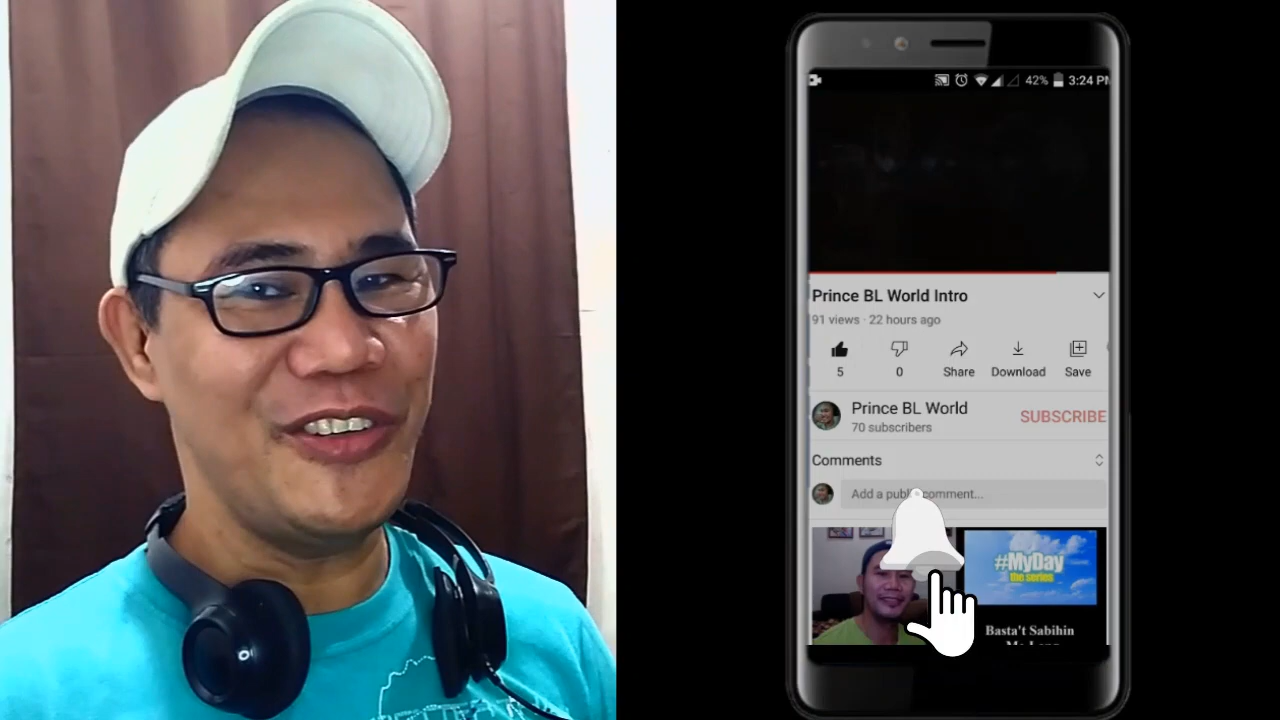 42% 3:24 PM
Prince BL World Intro
91 views · 22 hours ago
5 0 Share Download Save
Prince BL World
70 subscribers
SUBSCRIBE
Comments
Add a public comment...
#MyDay
the series
Basta't Sabihin